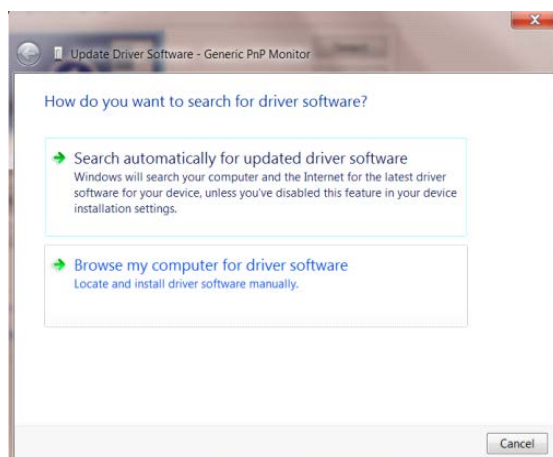 Update Driver Software - Generic PnP Monitor
How do you want to search for driver software?
Search automatically for updated driver software
Windows will search your computer and the Internet for the latest driver
software for your device, unless you've disabled this feature in your device
installation settings.
Browse my computer for driver software
Locate and install driver software manually.
Cancel